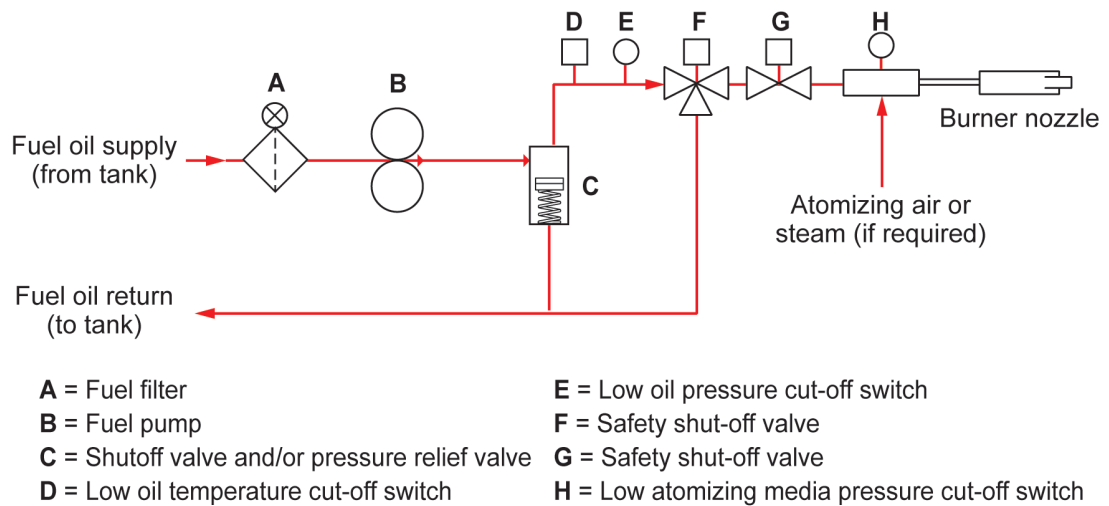 D
E
F
G
H
A
B
Burner nozzle
Fuel oil supply
(from tank)
C
Atomizing air or
steam (if required)
Fuel oil return
(to tank)
A = Fuel filter
B = Fuel pump
C = Shutoff valve and/or pressure relief valve
D = Low oil temperature cut-off switch
E = Low oil pressure cut-off switch
F = Safety shut-off valve
G = Safety shut-off valve
H = Low atomizing media pressure cut-off switch